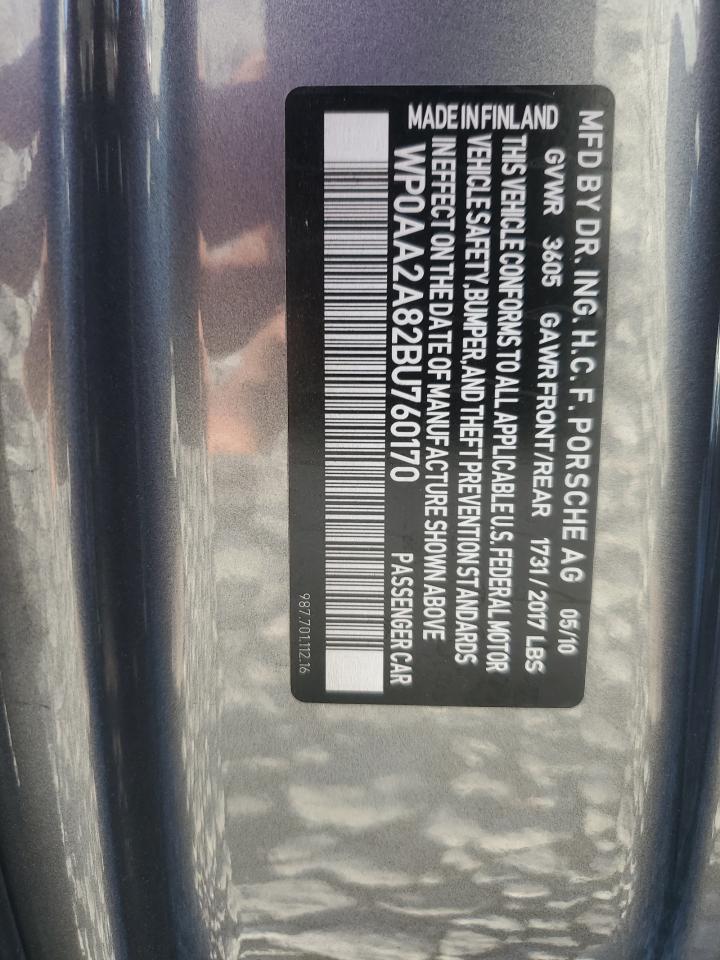 MFD BY DR. ING. H.C. F. PORSCHE AG 05/10
GVWR 3605 GAWR FRONT/REAR 1731/2017 LBS
THIS VEHICLE CONFORMS TO ALL APPLICABLE U.S. FEDERAL MOTOR
VEHICLE SAFETY, BUMPER, AND THEFT PREVENTION STANDARDS
IN EFFECT ON THE DATE OF MANUFACTURE SHOWN ABOVE
MADE IN FINLAND
WP0AA2A82BU760170 PASSENGER CAR
987.701.112.16